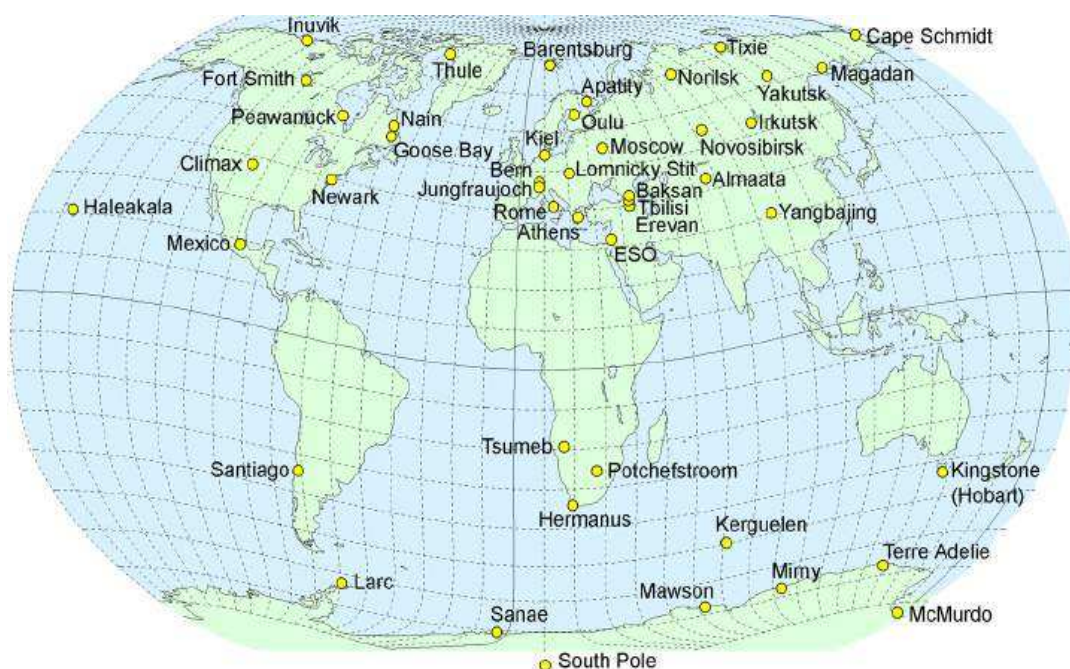 Inuvik
Cape Schmidt
Barentsburg
Tixie
Thule
Fort Smith
Norilsk
Magadan
Yakutsk
Apatity
Peawanuck
Nain
Oulu
Irkutsk
Goose Bay
Kiel
Moscow
Novosibirsk
Climax
Bern
Lomnicky Stit
Newark
Jungfraujoch
Baksan
Almaata
Haleakala
Rome
Tbilisi
Yangbajing
Athens
Erevan
Mexico
ESO
Tsumeb
Santiago
Potchefstroom
Kingstone
(Hobart)
Hermanus
Kerguelen
Terre Adelie
Larc
Mawson
Mirny
Sanae
McMurdo
South Pole